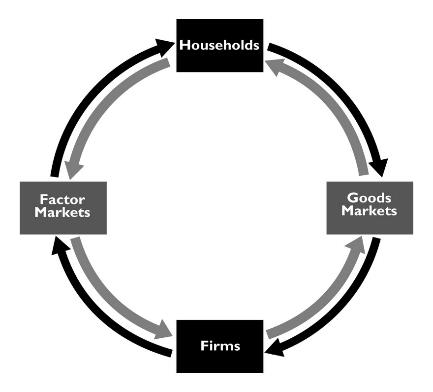 Households
Factor
Markets
Goods
Markets
Firms